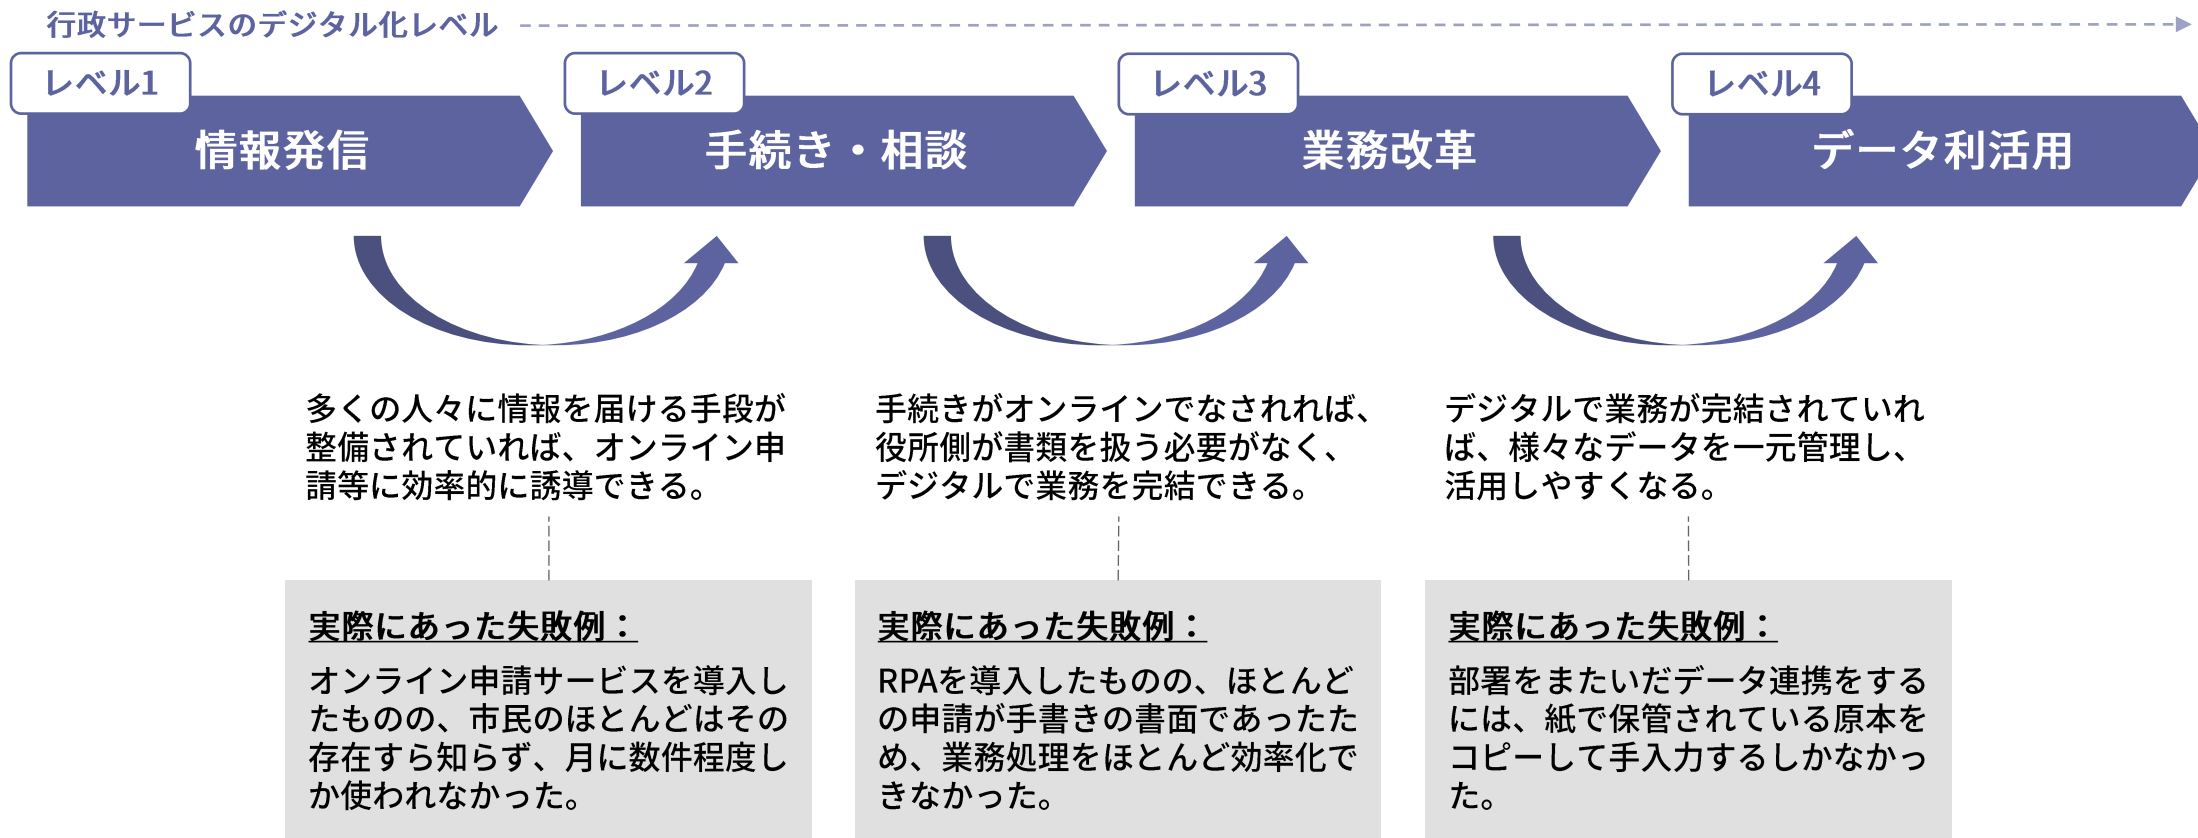 行政サービスのデジタル化レベル
レベル1
情報発信
レベル2
手続き・相談
レベル3
業務改革
レベル4
データ利活用
多くの人々に情報を届ける手段が
整備されていれば、オンライン申
請等に効率的に誘導できる。
手続きがオンラインでなされれば、
役所側が書類を扱う必要がなく、
デジタルで業務を完結できる。
デジタルで業務が完結されていれ
ば、様々なデータを一元管理し、
活用しやすくなる。
実際にあった失敗例：
オンライン申請サービスを導入し
たものの、市民のほとんどはその
存在すら知らず、月に数件程度し
か使われなかった。
実際にあった失敗例：
RPAを導入したものの、ほとんど
の申請が手書きの書面であったた
め、業務処理をほとんど効率化で
きなかった。
実際にあった失敗例：
部署をまたいだデータ連携をする
には、紙で保管されている原本を
コピーして手入力するしかなかっ
た。